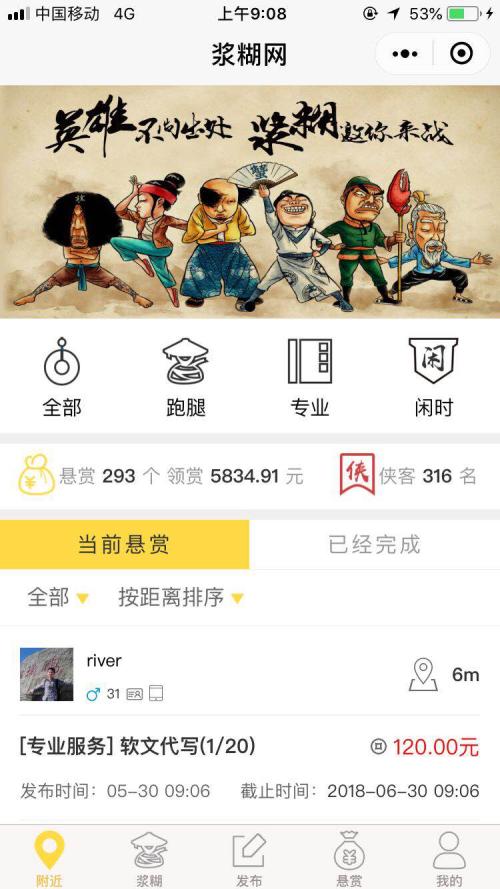 中国移动 4G 上午9:08 53%
浆糊网
英雄不问出处 浆糊邀你来战
蟹
全部 跑腿 专业 闲时
闲
悬赏 293 个 领赏 5834.91 元 侠 侠客 316 名
当前悬赏 已经完成
全部 按距离排序
river
31 6m
[专业服务] 软文代写(1/20) 120.00元
发布时间：05-30 09:06 截止时间：2018-06-30 09:06
附近 浆糊 发布 悬赏 我的